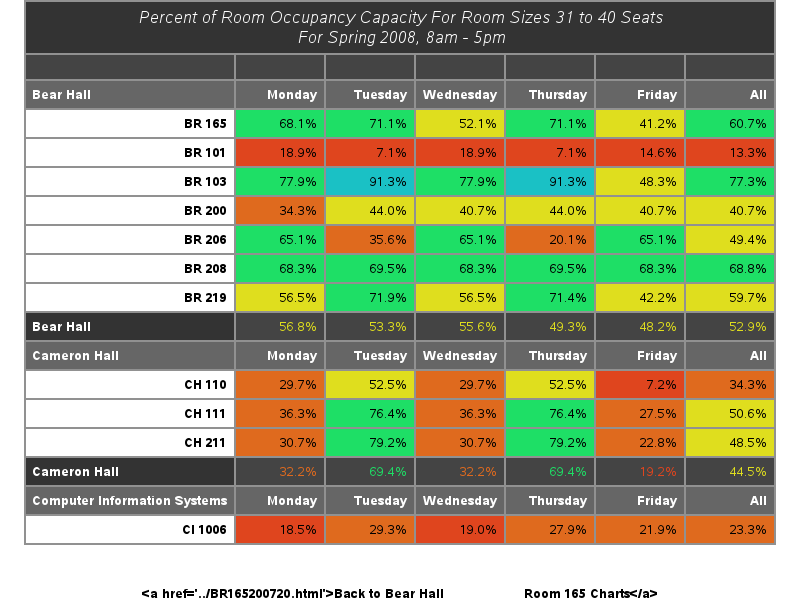 Percent of Room Occupancy Capacity For Room Sizes 31 to 40 Seats
For Spring 2008, 8am - 5pm
Bear Hall Monday Tuesday Wednesday Thursday Friday All
BR 165 68.1% 71.1% 52.1% 71.1% 41.2% 60.7%
BR 101 18.9% 7.1% 18.9% 7.1% 14.6% 13.3%
BR 103 77.9% 91.3% 77.9% 91.3% 48.3% 77.3%
BR 200 34.3% 44.0% 40.7% 44.0% 40.7% 40.7%
BR 206 65.1% 35.6% 65.1% 20.1% 65.1% 49.4%
BR 208 68.3% 69.5% 68.3% 69.5% 68.3% 68.8%
BR 219 56.5% 71.9% 56.5% 71.4% 42.2% 59.7%
Bear Hall 56.8% 53.3% 55.6% 49.3% 48.2% 52.9%
Cameron Hall Monday Tuesday Wednesday Thursday Friday All
CH 110 29.7% 52.5% 29.7% 52.5% 7.2% 34.3%
CH 111 36.3% 76.4% 36.3% 76.4% 27.5% 50.6%
CH 211 30.7% 79.2% 30.7% 79.2% 22.8% 48.5%
Cameron Hall 32.2% 69.4% 32.2% 69.4% 19.2% 44.5%
Computer Information Systems Monday Tuesday Wednesday Thursday Friday All
CI 1006 18.5% 29.3% 19.0% 27.9% 21.9% 23.3%
<a href='../BR165200720.html'>Back to Bear Hall Room 165 Charts</a>